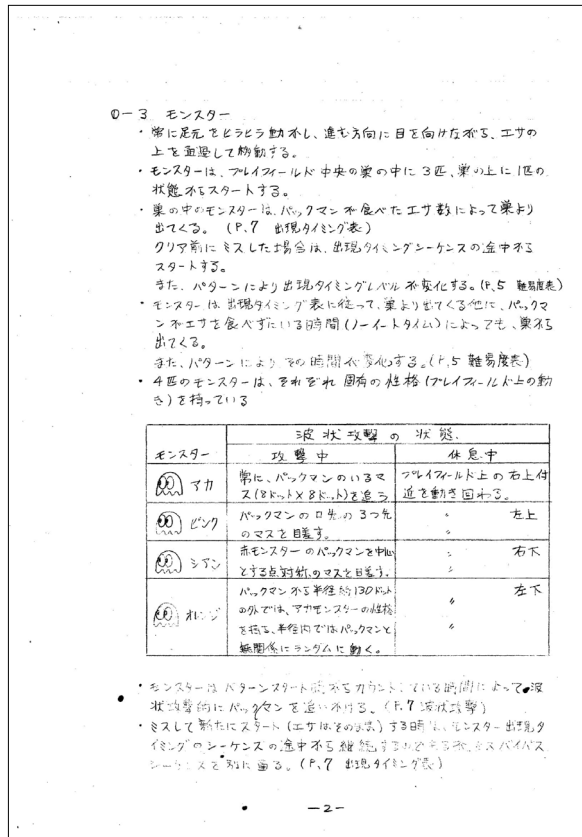 ①-3 モンスター
・常に足元をヒラヒラ動かし、進む方向に目を向けながら、エサの
上を通過して移動する。
・モンスターは、プレイフィールド中央の巣の中に3匹、巣の上に1匹の
状態からスタートする。
・巣の中のモンスターは、パックマンが食べたエサ数によって巣より
出てくる。 (P.7 出現タイミング表)
クリア前にミスした場合は、出現タイミングシーケンスの途中から
スタートする。
また、パターンにより出現タイミングレベルが変化する。(P.5 難易度表)
・モンスターは出現タイミング表に従って、巣より出てくる他に、パックマ
ンがエサを食べずにいる時間(ノーイートタイム)によっても、巣から
出てくる。
また、パターンによりその時間が変化する。(P.5 難易度表)
・4匹のモンスターは、それぞれ固有の性格(プレイフィールド上の動
き)を持っている
波状攻撃の状態
モンスター 攻撃中 休息中
アカ 常に、パックマンのいるマ プレイフィールド上の右上付
ス(8ドット×8ドット)を追う 近を動き回わる。
ピンク パックマンの口先の3つ先 〃 左上
のマスを目差す。 〃
シアン 赤モンスターのパックマンを中心 〃 右下
とする点対称のマスを目差す。 〃
オレンジ パックマンから半径約130ドット 〃 左下
の外では、アカモンスターの性格
を持ち、半径内ではパックマンと 〃
無関係にランダムに動く。
・モンスターはパターンスタート時からカウントしている時間によって波
状攻撃的にパックマンを追いかける。(P.7 波状攻撃)
・ミスして新たにスタート(エサはそのまま)する時は、モンスター出現タ
イミングのシーケンスの途中から継続するのであるが、ミスバイパス
シーケンスを別に
る。(P.7 出現タイミング表)
-2-